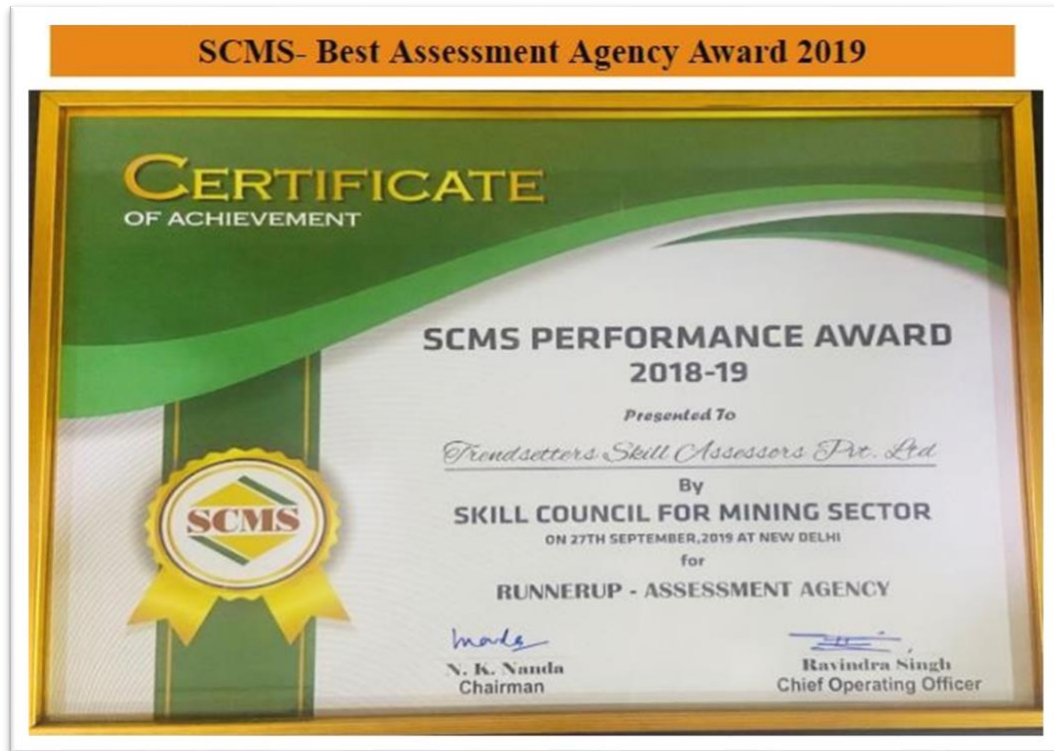 SCMS- Best Assessment Agency Award 2019
CERTIFICATE
OF ACHIEVEMENT
SCMS PERFORMANCE AWARD
2018-19
Presented To
Trendsetters Skill Assessors Pvt. Ltd
By
SKILL COUNCIL FOR MINING SECTOR
ON 27TH SEPTEMBER,2019 AT NEW DELHI
for
RUNNERUP - ASSESSMENT AGENCY
SCMS
N. K. Nanda
Chairman
Ravindra Singh
Chief Operating Officer